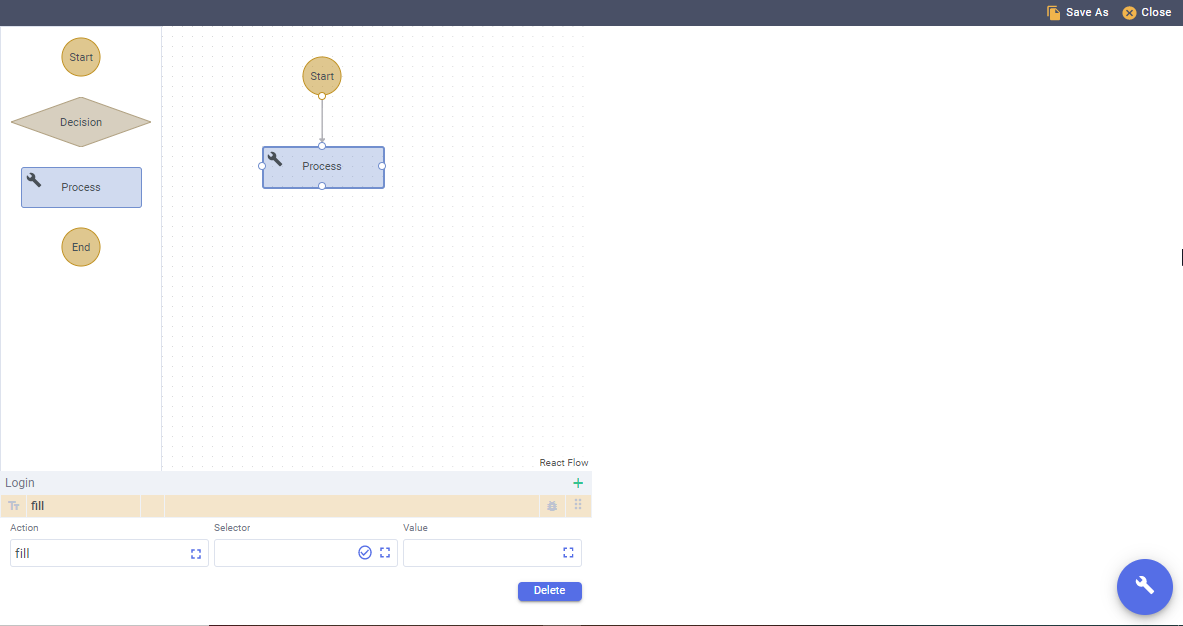 Save As
Close
Start
Decision
Process
End
Start
Process
React Flow
Login
+
Tт fill
Action
Selector
Value
fill
Delete